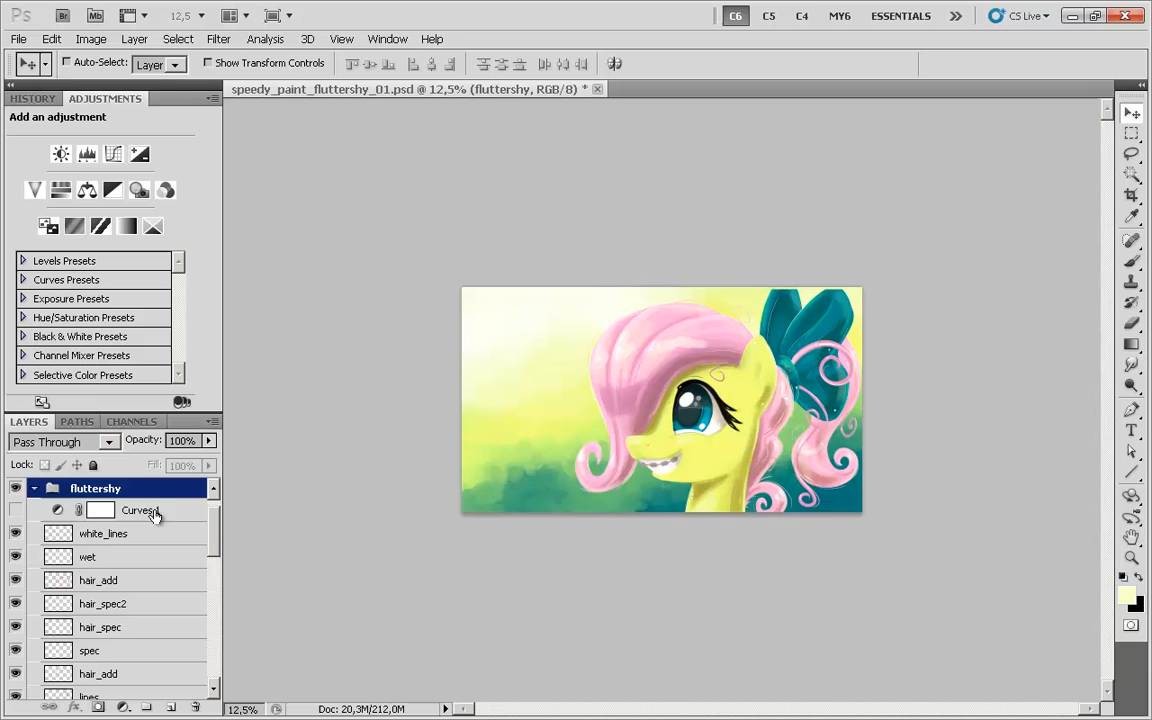 Ps Br Mb 12,5 C6 C5 C4 MY6 ESSENTIALS CS Live
File Edit Image Layer Select Filter Analysis 3D View Window Help
Auto-Select: Layer Show Transform Controls
speedy_paint_fluttershy_01.psd @ 12,5% (fluttershy, RGB/8) *
HISTORY ADJUSTMENTS
Add an adjustment
Levels Presets
Curves Presets
Exposure Presets
Hue/Saturation Presets
Black & White Presets
Channel Mixer Presets
Selective Color Presets
LAYERS PATHS CHANNELS
Pass Through Opacity: 100%
Lock: Fill: 100%
fluttershy
Curves
white_lines
wet
hair_add
hair_spec2
hair_spec
spec
hair_add
lines
12,5% Doc: 20,3M/212,0M